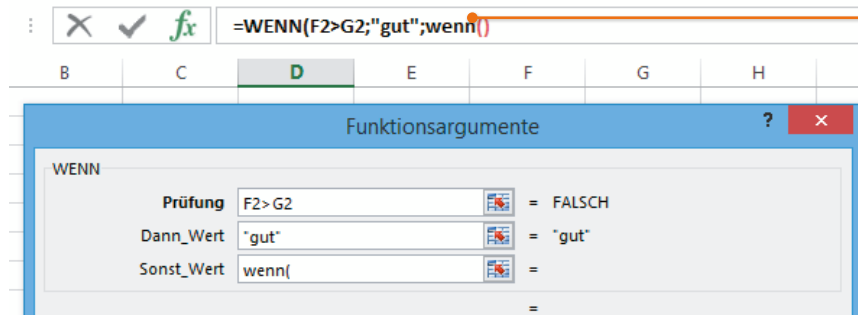 fx =WENN(F2>G2;"gut";wenn()
B C D E F G H
Funktionsargumente ? ×
WENN
Prüfung F2>G2 = FALSCH
Dann_Wert "gut" = "gut"
Sonst_Wert wenn( =
=